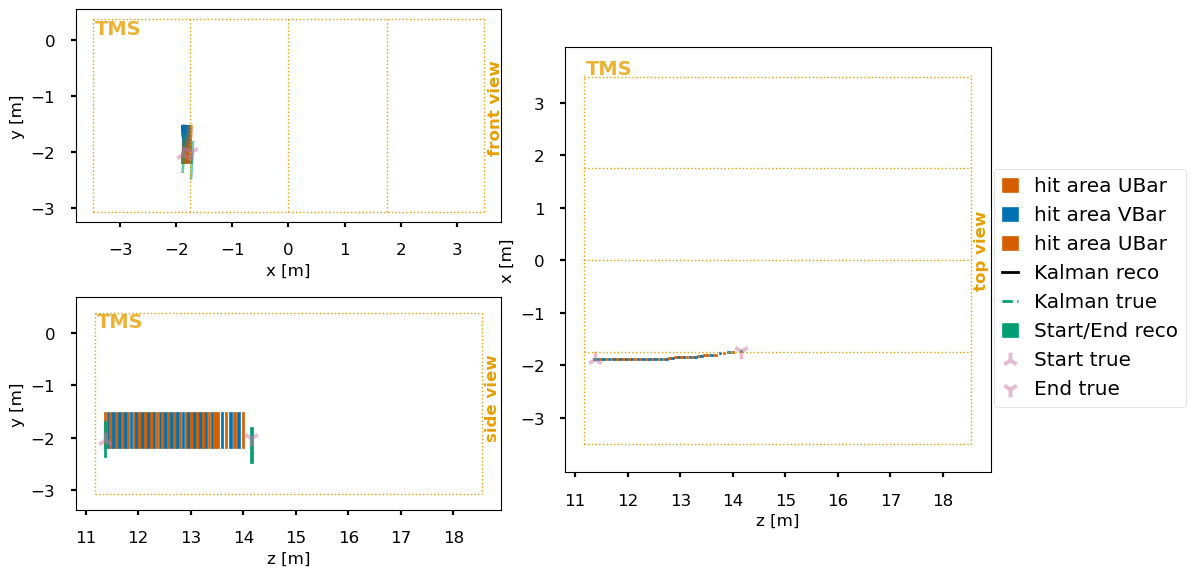 TMS
front view
y [m]
0
−1
−2
−3
−3
−2
−1
0
1
2
3
x [m]
TMS
side view
y [m]
0
−1
−2
−3
11
12
13
14
15
16
17
18
z [m]
TMS
top view
x [m]
3
2
1
0
−1
−2
−3
11
12
13
14
15
16
17
18
z [m]
hit area UBar
hit area VBar
hit area UBar
Kalman reco
Kalman true
Start/End reco
Start true
End true